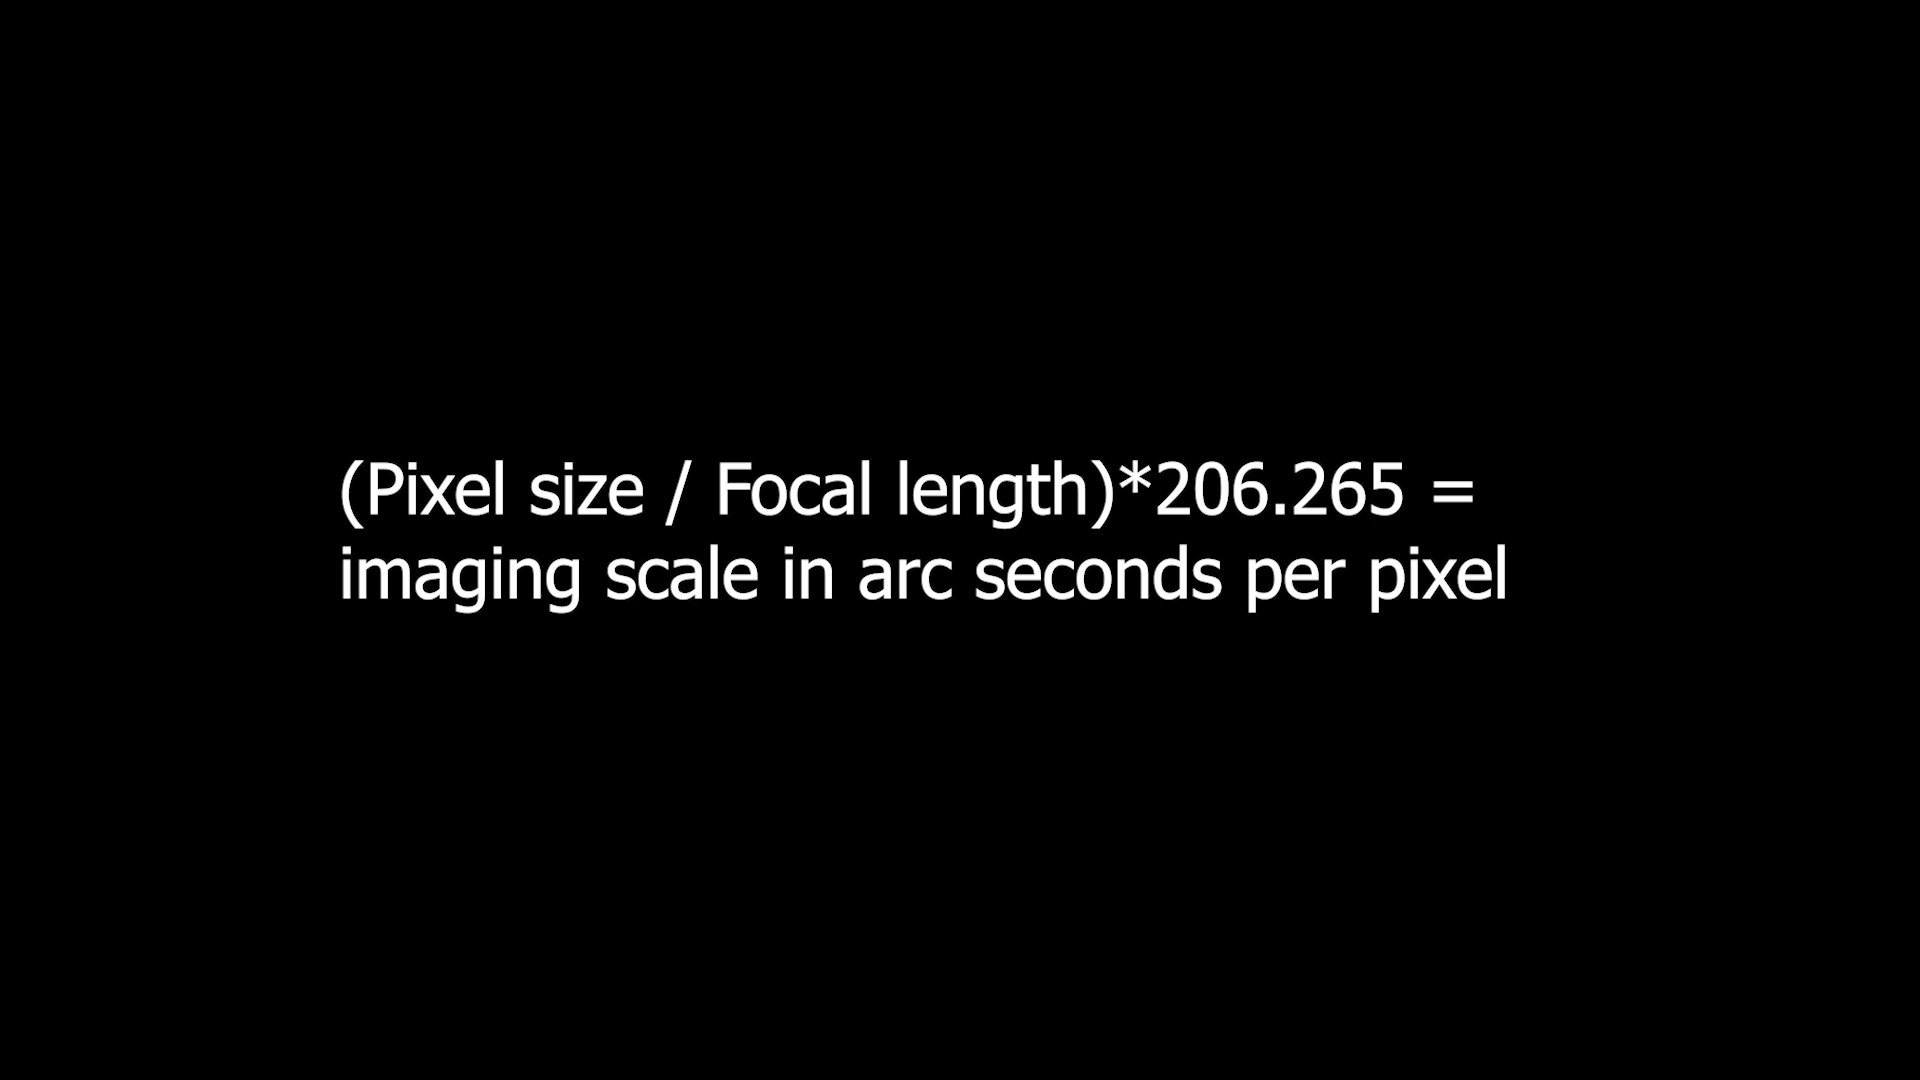 (Pixel size / Focal length)*206.265 =
imaging scale in arc seconds per pixel